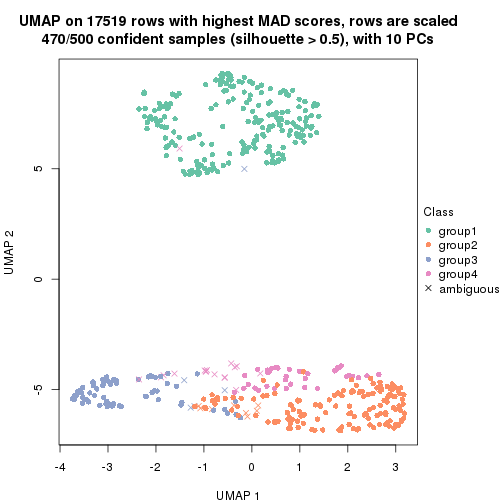 UMAP on 17519 rows with highest MAD scores, rows are scaled
470/500 confident samples (silhouette > 0.5), with 10 PCs
5
0
-5
UMAP 2
-4
-3
-2
-1
0
1
2
3
UMAP 1
Class
group1
group2
group3
group4
ambiguous